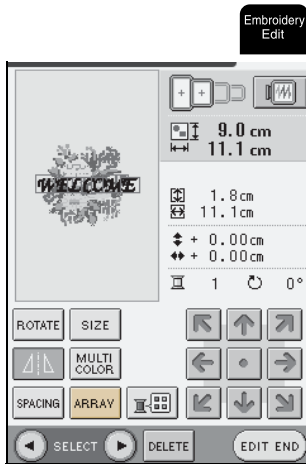 Embroidery
Edit
9.0 cm
11.1 cm
WELLCOME
1.8cm
11.1cm
+ 0.00cm
+ 0.00cm
1 0°
ROTATE SIZE
MULTI
COLOR
SPACING ARRAY
SELECT DELETE EDIT END